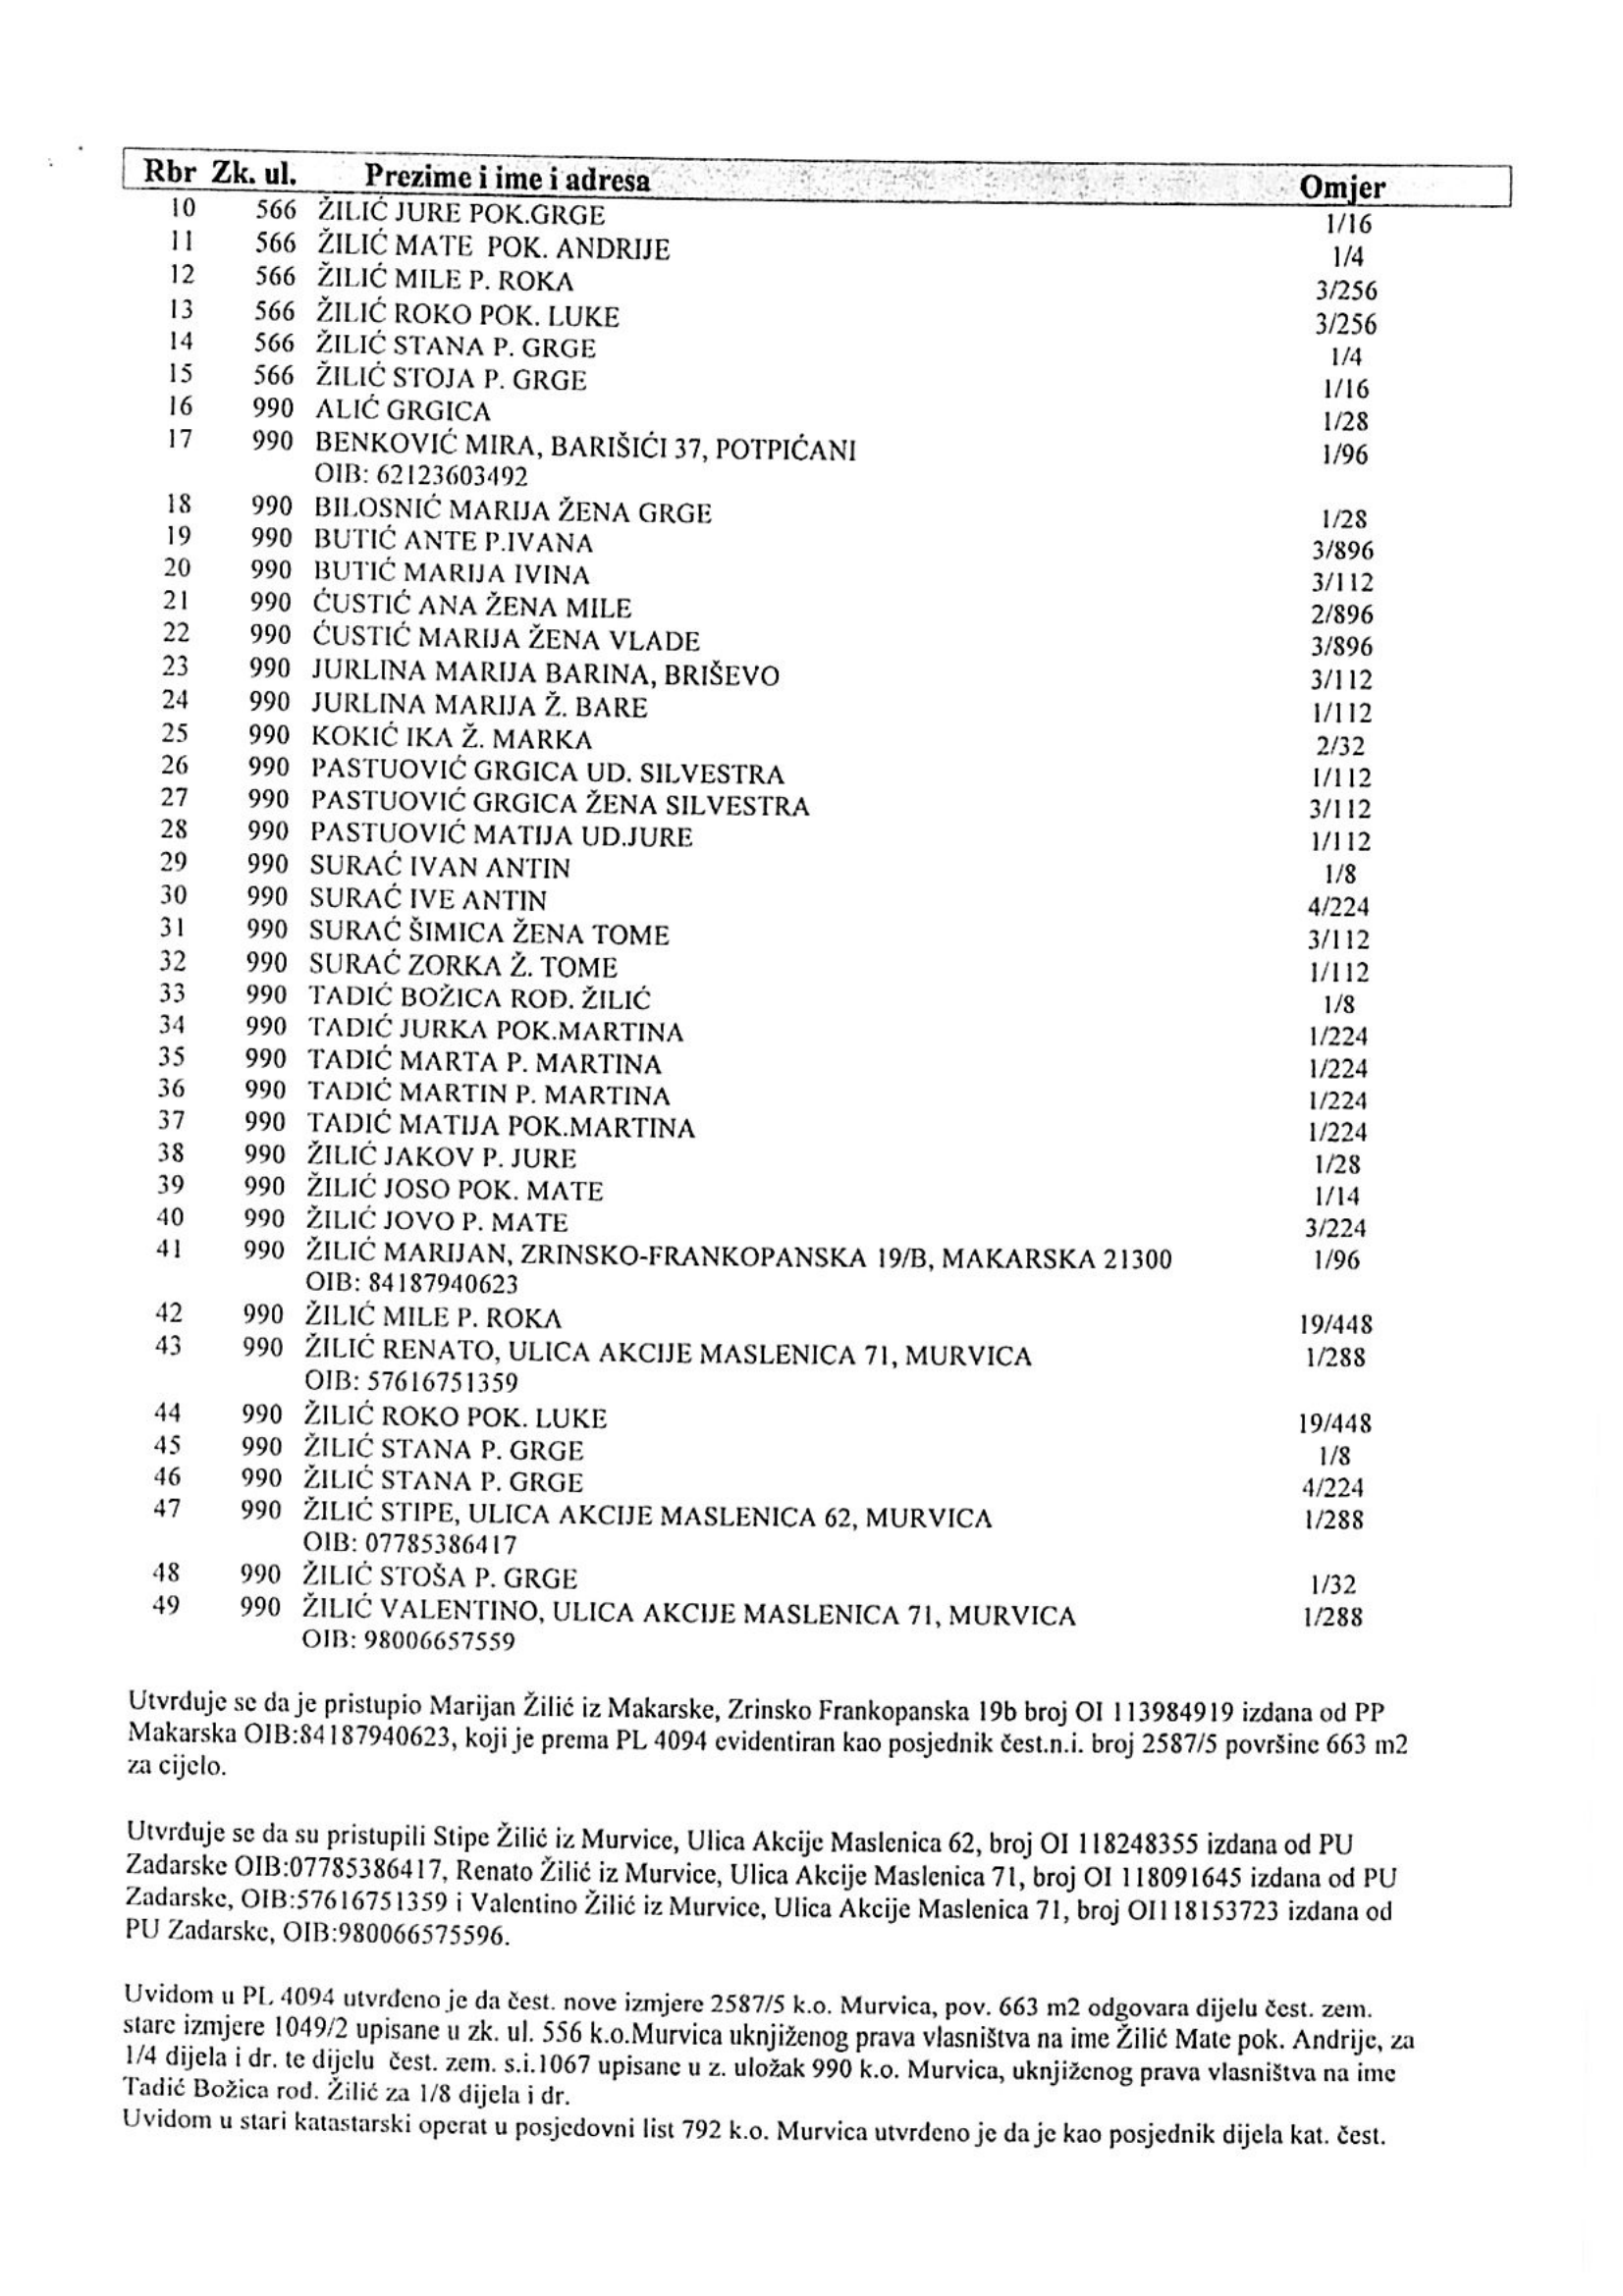 Rbr Zk. ul. Prezime i ime i adresa Omjer
10 566 ŽILIĆ JURE POK.GRGE 1/16
11 566 ŽILIĆ MATE POK. ANDRIJE 1/4
12 566 ŽILIĆ MILE P. ROKA 3/256
13 566 ŽILIĆ ROKO POK. LUKE 3/256
14 566 ŽILIĆ STANA P. GRGE 1/4
15 566 ŽILIĆ STOJA P. GRGE 1/16
16 990 ALIĆ GRGICA 1/28
17 990 BENKOVIĆ MIRA, BARIŠIĆI 37, POTPIĆANI 1/96
OIB: 62123603492
18 990 BILOSNIĆ MARIJA ŽENA GRGE 1/28
19 990 BUTIĆ ANTE P.IVANA 3/896
20 990 BUTIĆ MARIJA IVINA 3/112
21 990 ĆUSTIĆ ANA ŽENA MILE 2/896
22 990 ĆUSTIĆ MARIJA ŽENA VLADE 3/896
23 990 JURLINA MARIJA BARINA, BRIŠEVO 3/112
24 990 JURLINA MARIJA Ž. BARE 1/112
25 990 KOKIĆ IKA Ž. MARKA 2/32
26 990 PASTUOVIĆ GRGICA UD. SILVESTRA 1/112
27 990 PASTUOVIĆ GRGICA ŽENA SILVESTRA 3/112
28 990 PASTUOVIĆ MATIJA UD.JURE 1/112
29 990 SURAĆ IVAN ANTIN 1/8
30 990 SURAĆ IVE ANTIN 4/224
31 990 SURAĆ ŠIMICA ŽENA TOME 3/112
32 990 SURAĆ ZORKA Ž. TOME 1/112
33 990 TADIĆ BOŽICA ROĐ. ŽILIĆ 1/8
34 990 TADIĆ JURKA POK.MARTINA 1/224
35 990 TADIĆ MARTA P. MARTINA 1/224
36 990 TADIĆ MARTIN P. MARTINA 1/224
37 990 TADIĆ MATIJA POK.MARTINA 1/224
38 990 ŽILIĆ JAKOV P. JURE 1/28
39 990 ŽILIĆ JOSO POK. MATE 1/14
40 990 ŽILIĆ JOVO P. MATE 3/224
41 990 ŽILIĆ MARIJAN, ZRINSKO-FRANKOPANSKA 19/B, MAKARSKA 21300 1/96
OIB: 84187940623
42 990 ŽILIĆ MILE P. ROKA 19/448
43 990 ŽILIĆ RENATO, ULICA AKCIJE MASLENICA 71, MURVICA 1/288
OIB: 57616751359
44 990 ŽILIĆ ROKO POK. LUKE 19/448
45 990 ŽILIĆ STANA P. GRGE 1/8
46 990 ŽILIĆ STANA P. GRGE 4/224
47 990 ŽILIĆ STIPE, ULICA AKCIJE MASLENICA 62, MURVICA 1/288
OIB: 07785386417
48 990 ŽILIĆ STOŠA P. GRGE 1/32
49 990 ŽILIĆ VALENTINO, ULICA AKCIJE MASLENICA 71, MURVICA 1/288
OIB: 98006657559
Utvrđuje se da je pristupio Marijan Žilić iz Makarske, Zrinsko Frankopanska 19b broj OI 113984919 izdana od PP
Makarska OIB:84187940623, koji je prema PL 4094 evidentiran kao posjednik čest.n.i. broj 2587/5 površine 663 m2
za cijelo.
Utvrđuje se da su pristupili Stipe Žilić iz Murvice, Ulica Akcije Maslenica 62, broj OI 118248355 izdana od PU
Zadarske OIB:07785386417, Renato Žilić iz Murvice, Ulica Akcije Maslenica 71, broj OI 118091645 izdana od PU
Zadarske, OIB:57616751359 i Valentino Žilić iz Murvice, Ulica Akcije Maslenica 71, broj OI118153723 izdana od
PU Zadarske, OIB:980066575596.
Uvidom u PL 4094 utvrđeno je da čest. nove izmjere 2587/5 k.o. Murvica, pov. 663 m2 odgovara dijelu čest. zem.
stare izmjere 1049/2 upisane u zk. ul. 556 k.o.Murvica uknjiženog prava vlasništva na ime Žilić Mate pok. Andrije, za
1/4 dijela i dr. te dijelu čest. zem. s.i.1067 upisane u z. uložak 990 k.o. Murvica, uknjiženog prava vlasništva na ime
Tadić Božica rod. Žilić za 1/8 dijela i dr.
Uvidom u stari katastarski operat u posjedovni list 792 k.o. Murvica utvrđeno je da je kao posjednik dijela kat. čest.